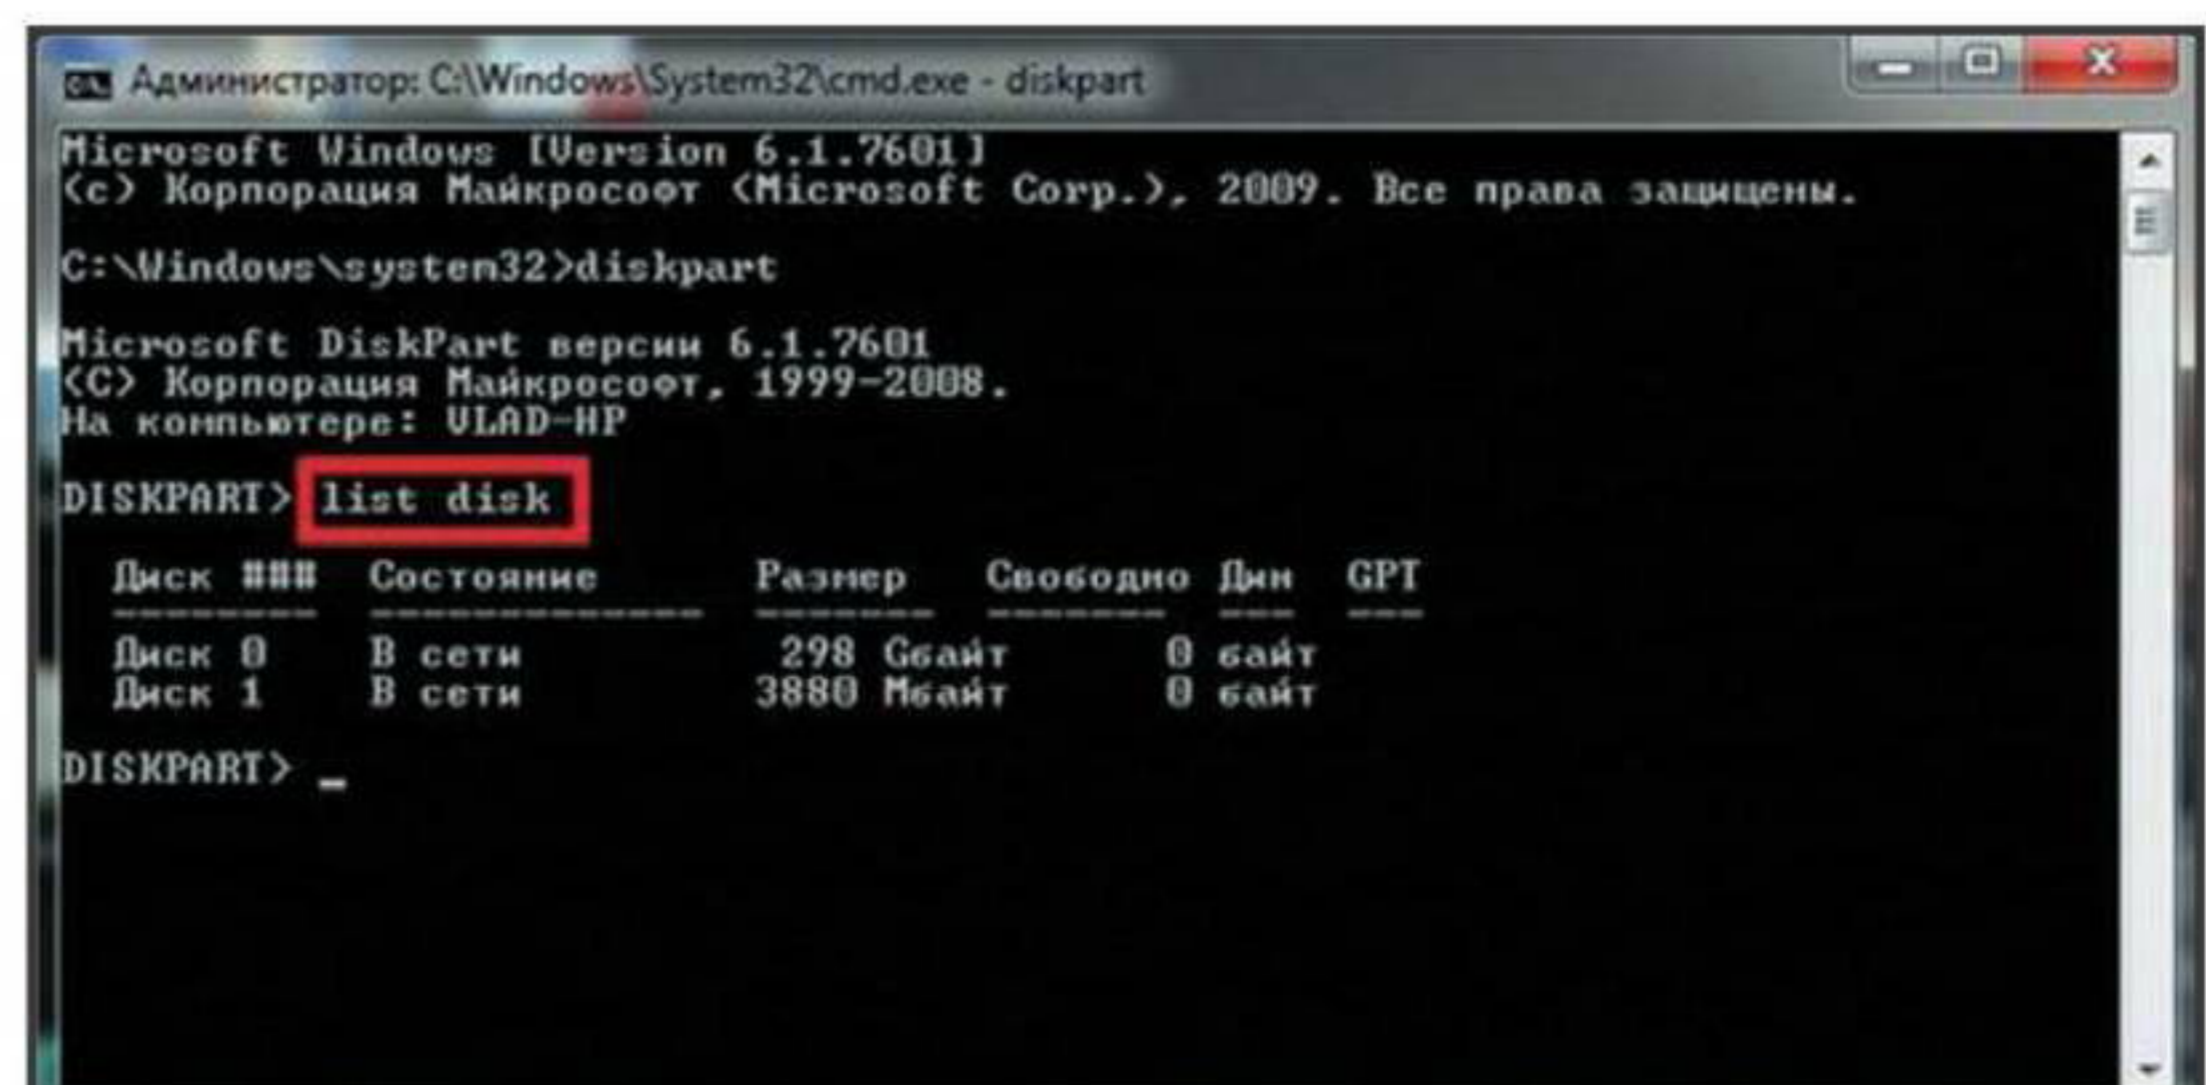 Администратор: C:\Windows\System32\cmd.exe - diskpart
Microsoft Windows [Version 6.1.7601]
(c) Корпорация Майкрософт (Microsoft Corp.), 2009. Все права защищены.
C:\Windows\system32>diskpart
Microsoft DiskPart версии 6.1.7601
(C) Корпорация Майкрософт, 1999-2008.
На компьютере: VLAD-HP
DISKPART> list disk
Диск ### Состояние Размер Свободно Дин GPT
-------- ------------- ------- ------- --- ---
Диск 0 В сети 298 Gбайт 0 байт
Диск 1 В сети 3880 Mбайт 0 байт
DISKPART> _